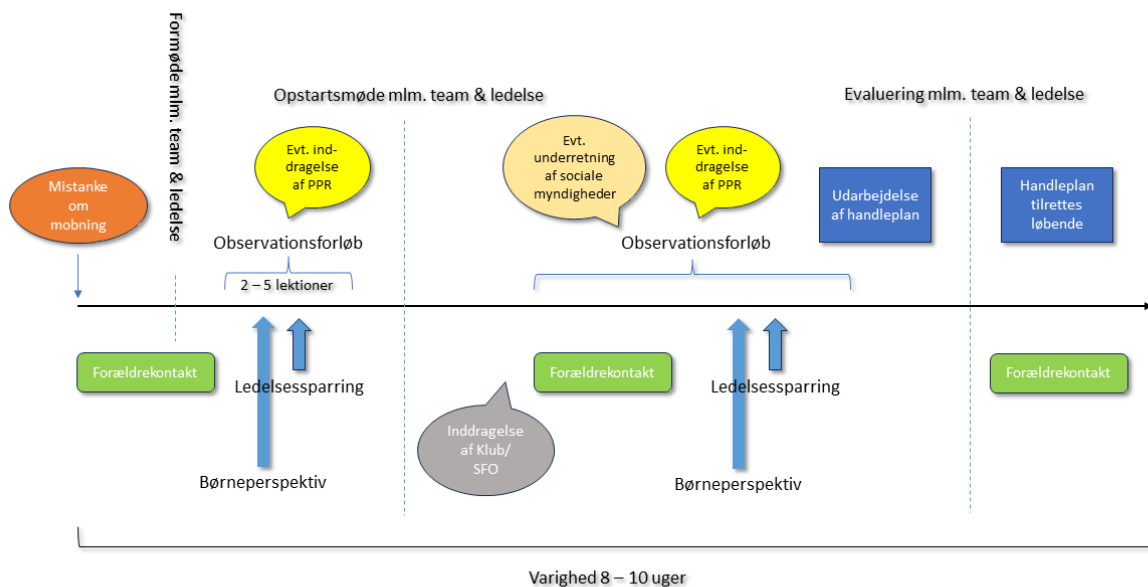 Formøde mlm. team & ledelse
Opstartsmøde mlm. team & ledelse
Evaluering mlm. team & ledelse
Mistanke
om
mobning
Evt. ind-
dragelse
af PPR
Evt.
underretning
af sociale
myndigheder
Evt. ind-
dragelse
af PPR
Udarbejdelse
af handleplan
Handleplan
tilrettes
løbende
Observationsforløb
2 – 5 lektioner
Observationsforløb
Forældrekontakt
Ledelsessparring
Forældrekontakt
Ledelsessparring
Forældrekontakt
Inddragelse
af Klub/
SFO
Børneperspektiv
Børneperspektiv
Varighed 8 – 10 uger